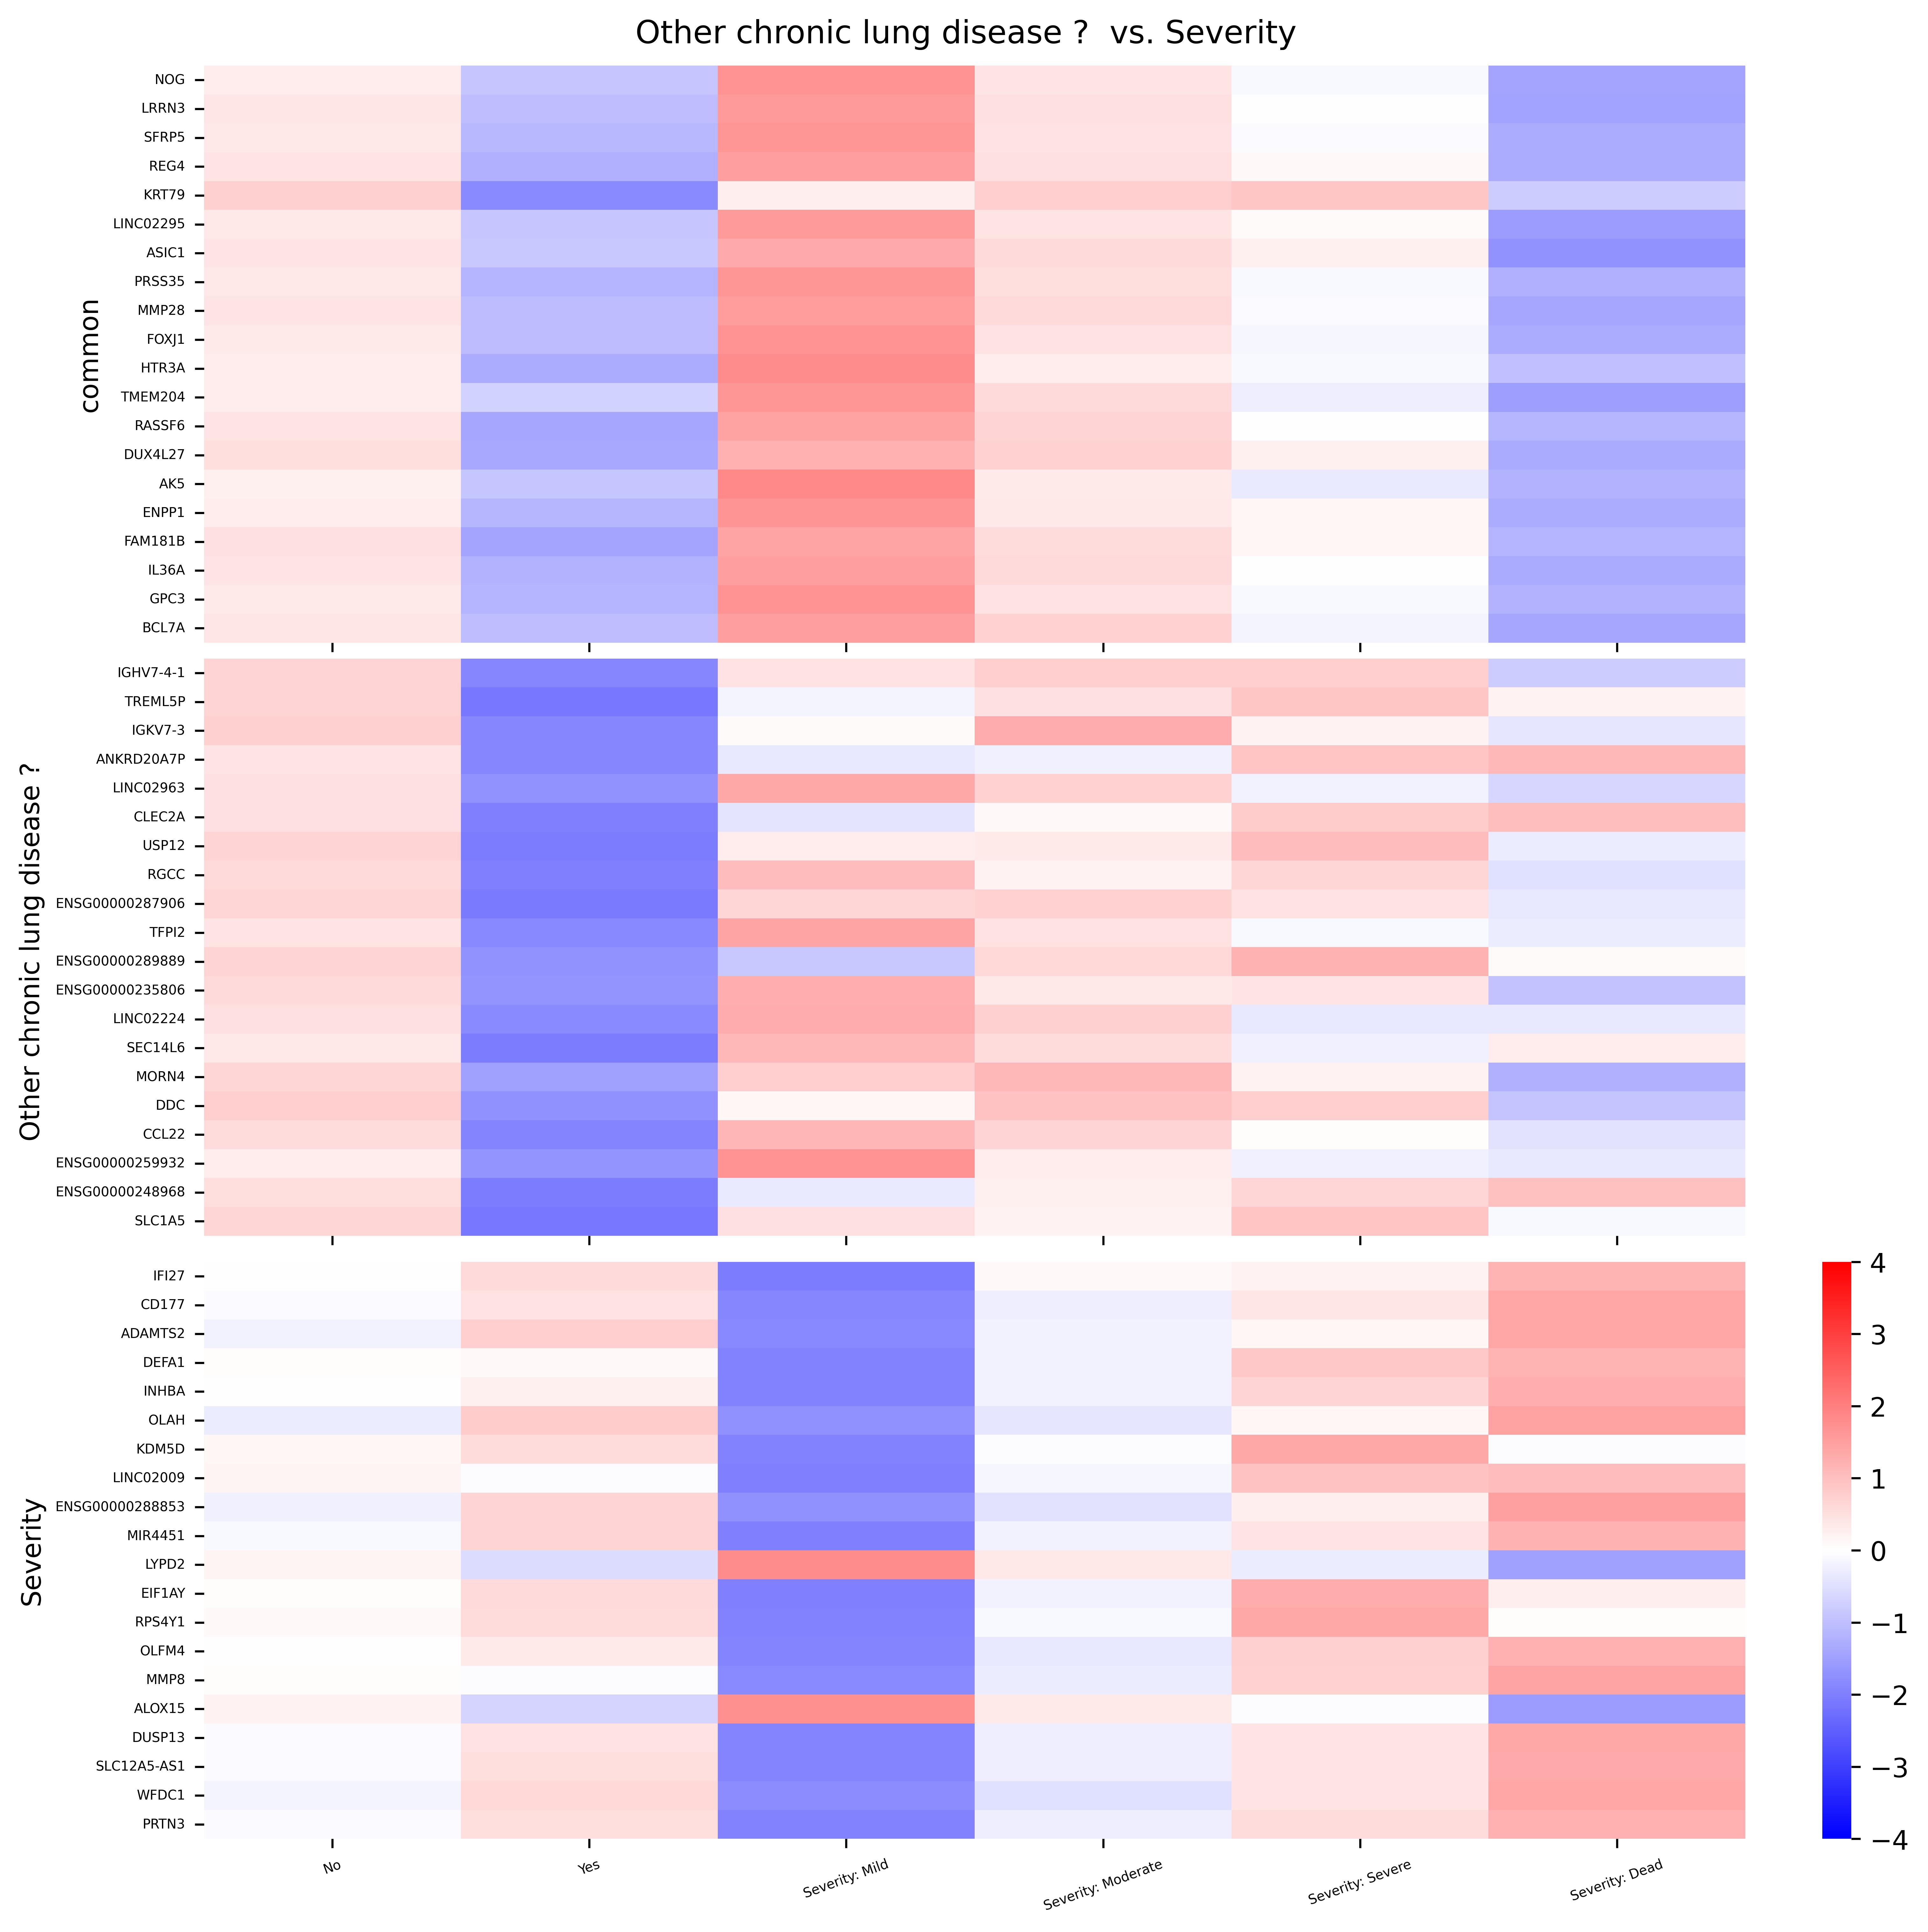 Other chronic lung disease ?  vs. Severity
common
NOG
LRRN3
SFRP5
REG4
KRT79
LINC02295
ASIC1
PRSS35
MMP28
FOXJ1
HTR3A
TMEM204
RASSF6
DUX4L27
AK5
ENPP1
FAM181B
IL36A
GPC3
BCL7A
Other chronic lung disease ?
IGHV7-4-1
TREML5P
IGKV7-3
ANKRD20A7P
LINC02963
CLEC2A
USP12
RGCC
ENSG00000287906
TFPI2
ENSG00000289889
ENSG00000235806
LINC02224
SEC14L6
MORN4
DDC
CCL22
ENSG00000259932
ENSG00000248968
SLC1A5
Severity
IFI27
CD177
ADAMTS2
DEFA1
INHBA
OLAH
KDM5D
LINC02009
ENSG00000288853
MIR4451
LYPD2
EIF1AY
RPS4Y1
OLFM4
MMP8
ALOX15
DUSP13
SLC12A5-AS1
WFDC1
PRTN3
No
Yes
Severity: Mild
Severity: Moderate
Severity: Severe
Severity: Dead
4
3
2
1
0
−1
−2
−3
−4